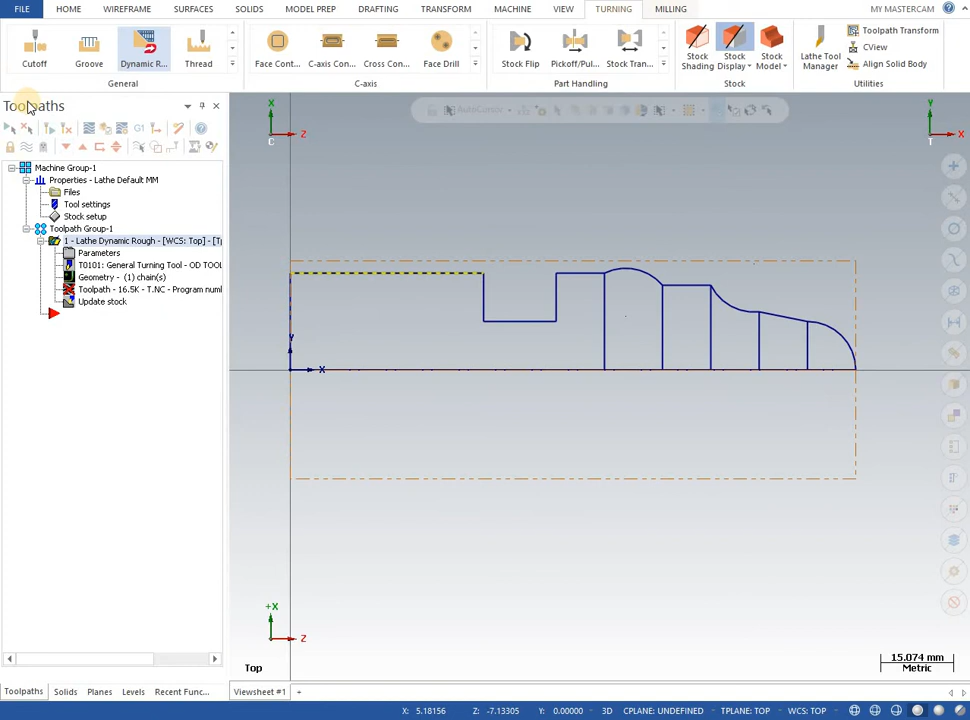 FILE HOME WIREFRAME SURFACES SOLIDS MODEL PREP DRAFTING TRANSFORM MACHINE VIEW TURNING MILLING MY MASTERCAM
Cutoff Groove Dynamic R... Thread
General
Face Cont... C-axis Con... Cross Con... Face Drill
C-axis
Stock Flip Pickoff/Pul... Stock Tran...
Part Handling
Stock Shading Stock Display Stock Model
Stock
Lathe Tool Manager
Toolpath Transform
CView
Align Solid Body
Utilities
Toolpaths
G1
AutoCursor
Machine Group-1
Properties - Lathe Default MM
Files
Tool settings
Stock setup
Toolpath Group-1
1 - Lathe Dynamic Rough - [WCS: Top] - [Tp
Parameters
T0101: General Turning Tool - OD TOOL
Geometry - (1) chain(s)
Toolpath - 16.5K - T.NC - Program numb
Update stock
X
Z
C
Y
X
T
Y
X
+X
Z
Top
15.074 mm
Metric
Toolpaths Solids Planes Levels Recent Func...
Viewsheet #1 +
X: 5.18156 Z: -7.13305 Y: 0.00000 3D CPLANE: UNDEFINED TPLANE: TOP WCS: TOP